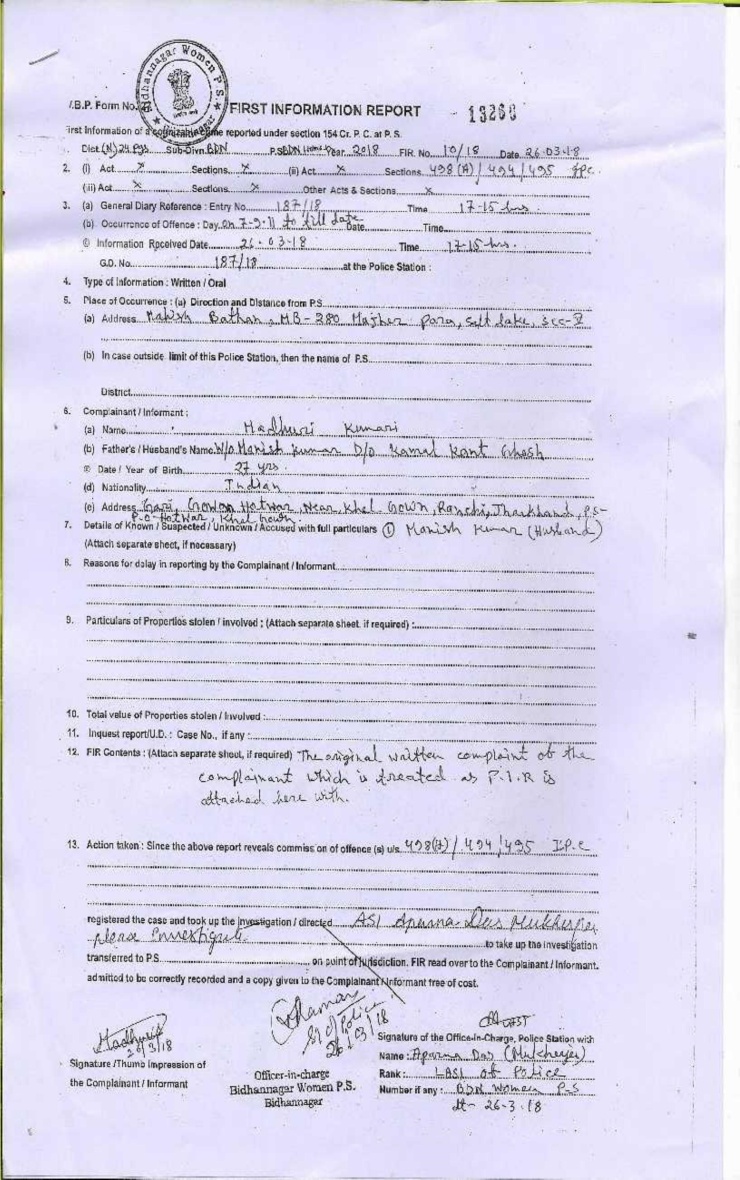 Bidhannagar Women P.S.
I.B.P. Form No. 27
FIRST INFORMATION REPORT - 13260
First Information of a cognizable crime reported under section 154 Cr. P. C. at P. S.
1. Dist (N) 24 Pgs Sub-Divn. BDN P.S BDN Women Year 2018 FIR No. 10/18 Date 26-03-18
2. (i) Act X Sections X (ii) Act X Sections 498(A)/494/495 IPC.
(iii) Act X Sections X Other Acts & Sections X
3. (a) General Diary Reference : Entry No. 187/18 Time 17-15 hrs
(b) Occurrence of Offence : Day On 7-9-11 to till date Date Time
© Information Received Date 26-03-18 Time 17-15 hrs.
G.D. No. 187/18 at the Police Station :
4. Type of Information : Written / Oral
5. Place of Occurrence : (a) Direction and Distance from P.S.
(a) Address Mahish Bathan, MB-280 Majher para, Salt Lake, Sec-V
(b) In case outside limit of this Police Station, then the name of P.S.
District
6. Complainant / Informant ;
(a) Name Madhuri Kumari
(b) Father's / Husband's Name W/o Manish Kumar D/o Kamal Kant Ghosh
© Date / Year of Birth 27 yrs.
(d) Nationality Indian
(e) Address Gari, Hotwar, Near Khel Gown, Ranchi, Jharkhand, P.S-
P-O-Hotwar, Khel Gown.
7. Details of Known / Suspected / Unknown / Accused with full particulars ① Manish Kumar (Husband)
(Attach separate sheet, if necessary)
8. Reasons for delay in reporting by the Complainant / Informant
9. Particulars of Properties stolen / involved ; (Attach separate sheet. if required) :
10. Total value of Properties stolen / Involved :
11. Inquest report/U.D. : Case No., if any :
12. FIR Contents : (Attach separate sheet, if required) The original written complaint of the
complainant which is treated as F.I.R is
attached here with.
13. Action taken : Since the above report reveals commission of offence (s) u/s. 498(A)/494/495 I.P.C
registered the case and took up the investigation / directed ASI Aparna Das Mukherjee
please investigate to take up the investigation
transferred to P.S. on point of jurisdiction. FIR read over to the Complainant / Informant.
admitted to be correctly recorded and a copy given to the Complainant / Informant free of cost.
26/3/18
Signature /Thumb impression of
the Complainant / Informant
SI of Police
26/03/18
Officer-in-charge
Bidhannagar Women P.S.
Bidhannagar
Signature of the Office-in-Charge, Police Station with
Name : Aparna Das (Mukherjee)
Rank : LASI of Police
Number if any : BDN Women P-S
dt- 26-3-18